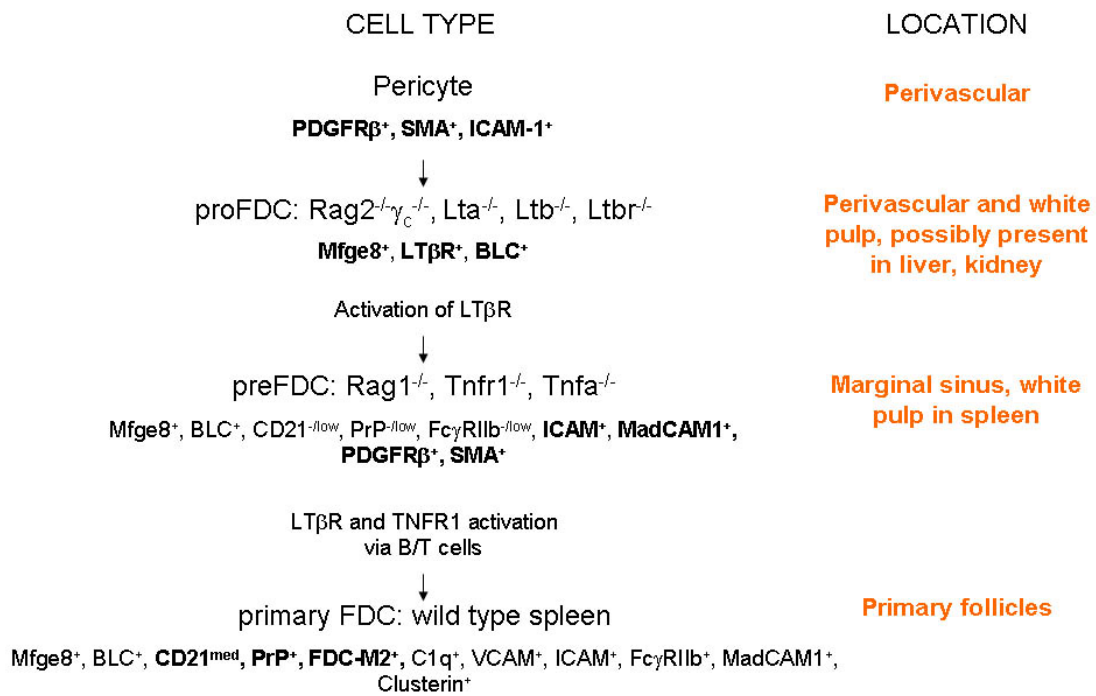 CELL TYPE
LOCATION
Pericyte
Perivascular
PDGFRβ⁺, SMA⁺, ICAM-1⁺
proFDC: Rag2⁻/⁻γc⁻/⁻, Lta⁻/⁻, Ltb⁻/⁻, Ltbr⁻/⁻
Mfge8⁺, LTβR⁺, BLC⁺
Perivascular and white
pulp, possibly present
in liver, kidney
Activation of LTβR
preFDC: Rag1⁻/⁻, Tnfr1⁻/⁻, Tnfa⁻/⁻
Marginal sinus, white
pulp in spleen
Mfge8⁺, BLC⁺, CD21⁻/low, PrP⁻/low, FcγRIIb⁻/low, ICAM⁺, MadCAM1⁺,
PDGFRβ⁺, SMA⁺
LTβR and TNFR1 activation
via B/T cells
primary FDC: wild type spleen
Primary follicles
Mfge8⁺, BLC⁺, CD21med, PrP⁺, FDC-M2⁺, C1q⁺, VCAM⁺, ICAM⁺, FcγRIIb⁺, MadCAM1⁺,
Clusterin⁺